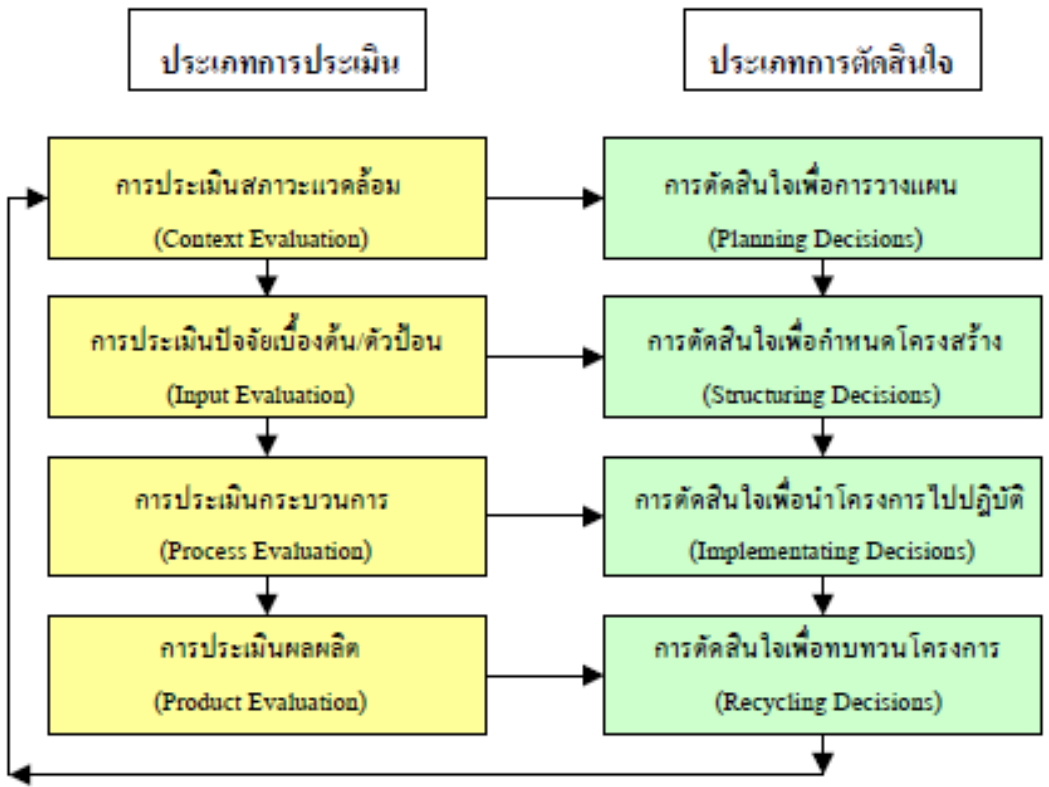 ประเภทการประเมิน
ประเภทการตัดสินใจ
การประเมินสภาวะแวดล้อม
(Context Evaluation)
การตัดสินใจเพื่อการวางแผน
(Planning Decisions)
การประเมินปัจจัยเบื้องต้น/ตัวป้อน
(Input Evaluation)
การตัดสินใจเพื่อกำหนดโครงสร้าง
(Structuring Decisions)
การประเมินกระบวนการ
(Process Evaluation)
การตัดสินใจเพื่อนำโครงการไปปฏิบัติ
(Implementating Decisions)
การประเมินผลผลิต
(Product Evaluation)
การตัดสินใจเพื่อทบทวนโครงการ
(Recycling Decisions)